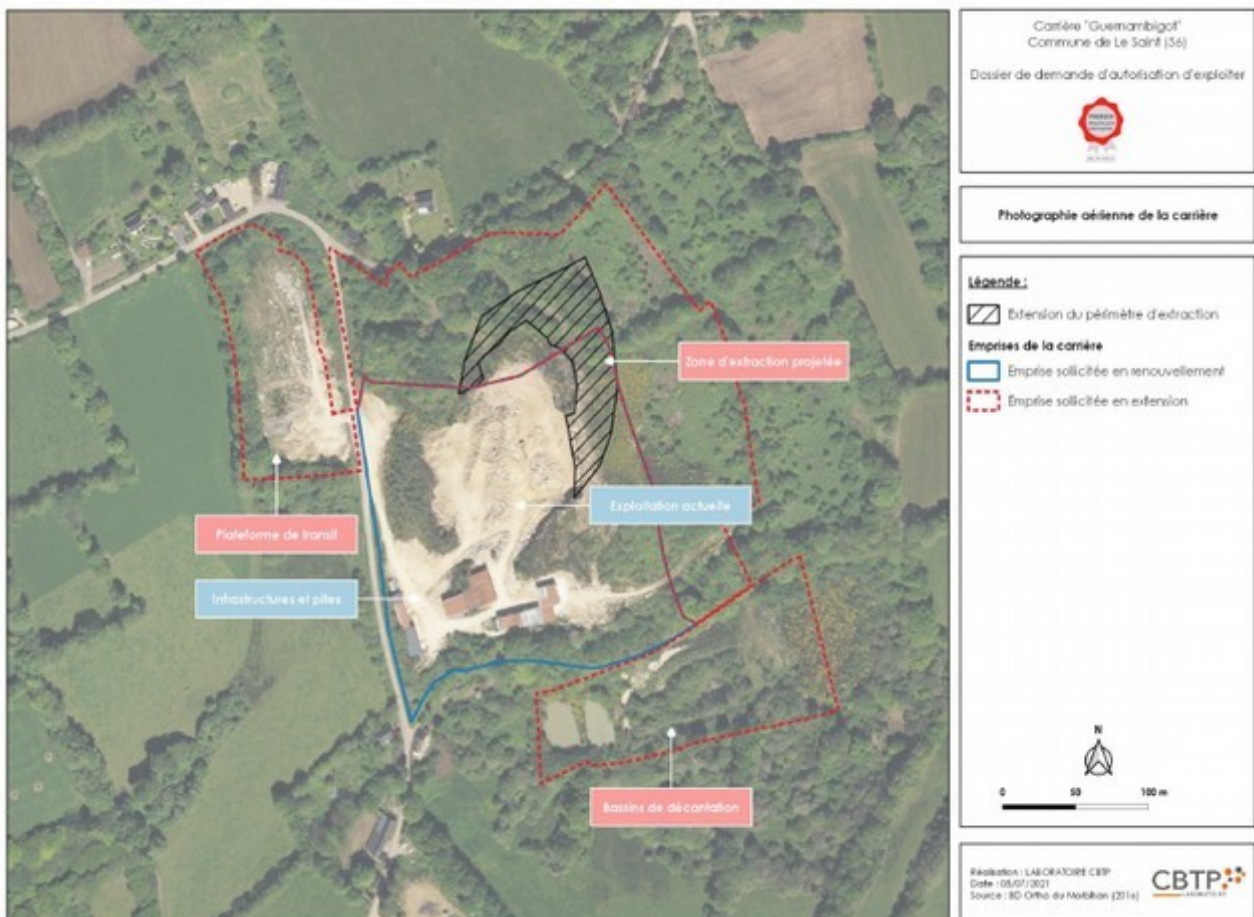 Carrière "Guernambigot"
Commune de Le Saint (56)
Dossier de demande d'autorisation d'exploiter
Photographie aérienne de la carrière
Légende :
Extension du périmètre d'extraction
Emprises de la carrière
Emprise sollicitée en renouvellement
Emprise sollicitée en extension
Zone d'extraction projetée
Exploitation actuelle
Plateforme de transit
Infrastructures et pites
Bassins de décantation
N
0 50 100 m
Réalisation : LABORATOIRE CBTP
Date : 05/07/2021
Source : BD Ortho du Morbihan (2016)
CBTP
LABORATOIRE